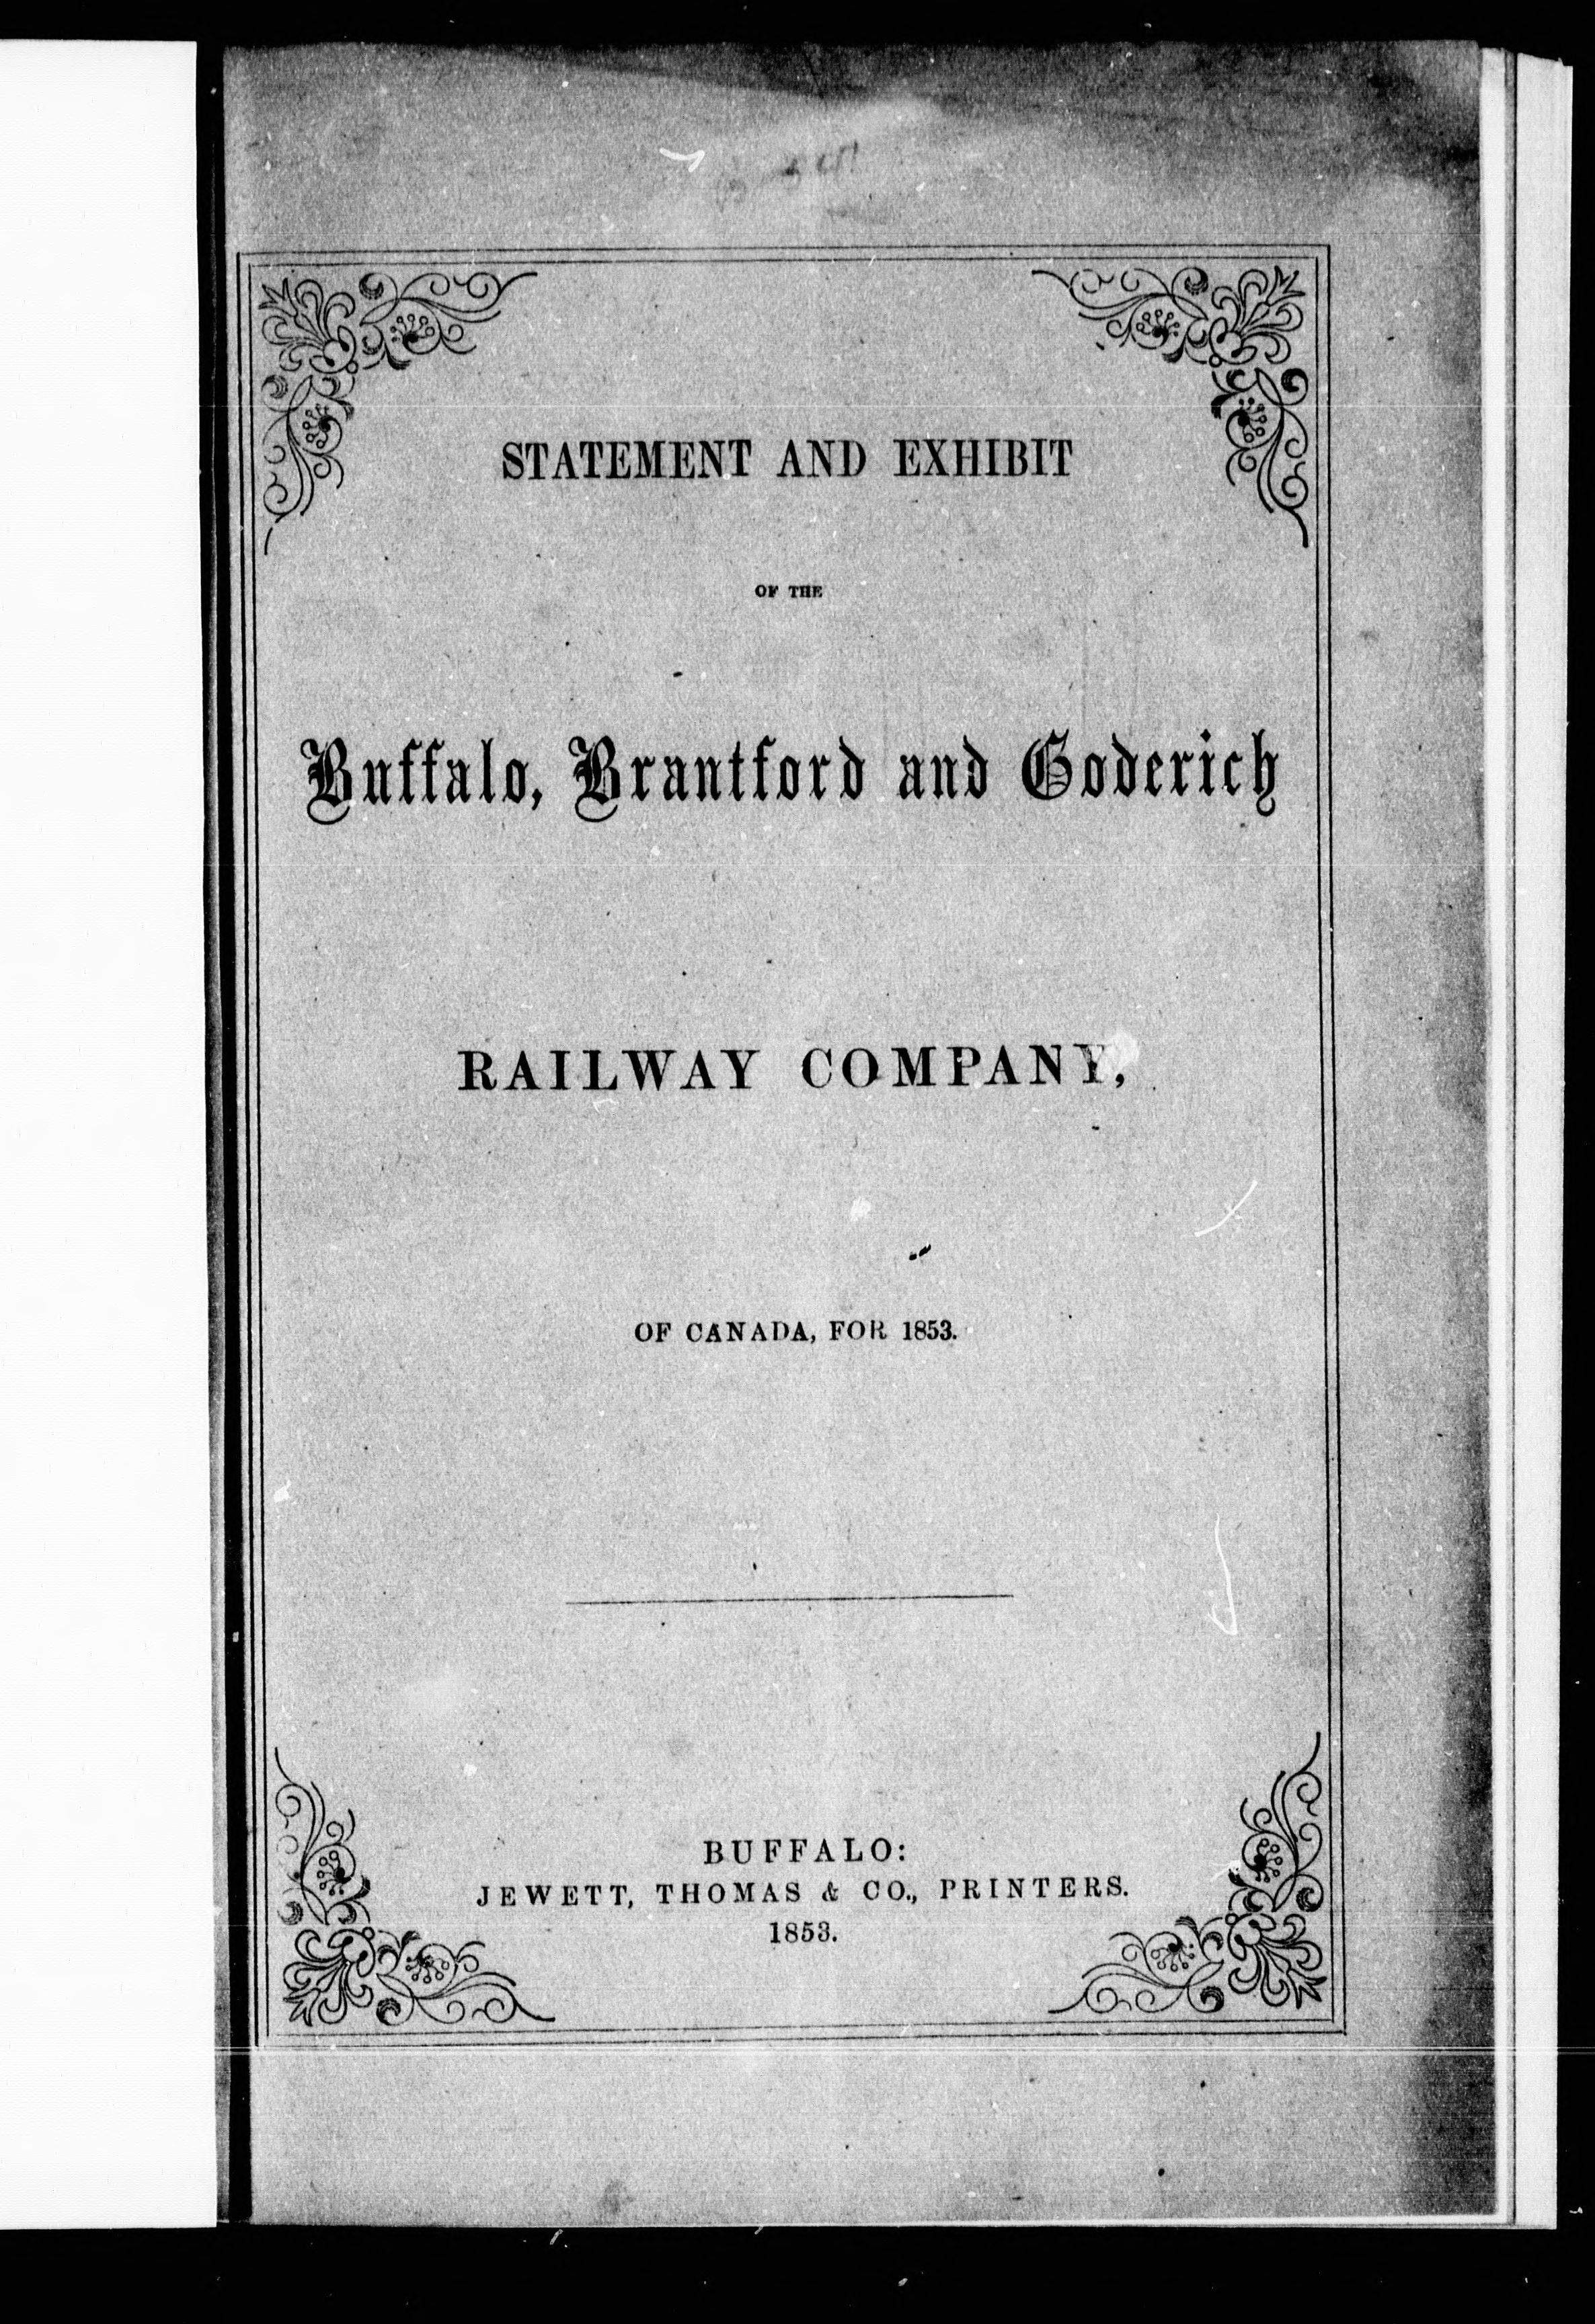 STATEMENT AND EXHIBIT
OF THE
Buffalo, Brantford and Goderich
RAILWAY COMPANY,
OF CANADA, FOR 1853.
BUFFALO:
JEWETT, THOMAS & CO., PRINTERS.
1853.